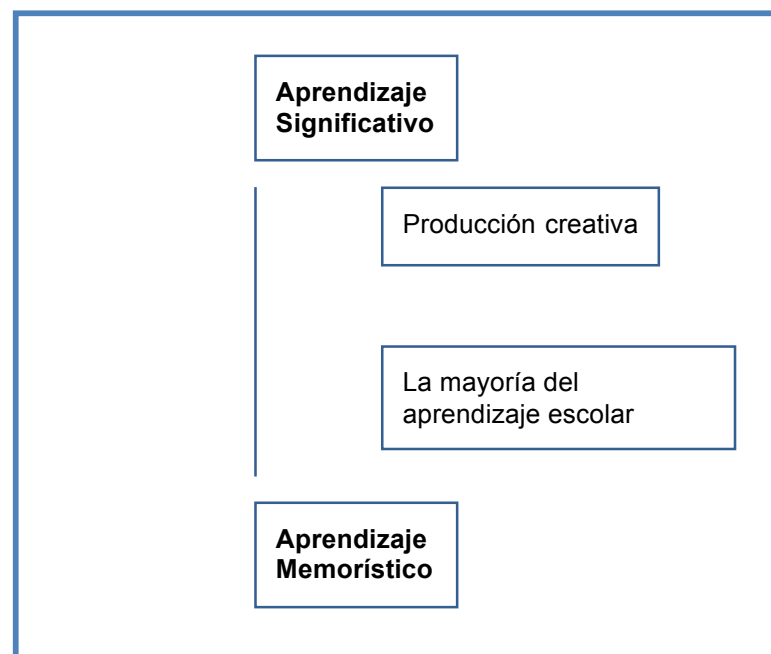 Aprendizaje
Significativo
Producción creativa
La mayoría del
aprendizaje escolar
Aprendizaje
Memorístico